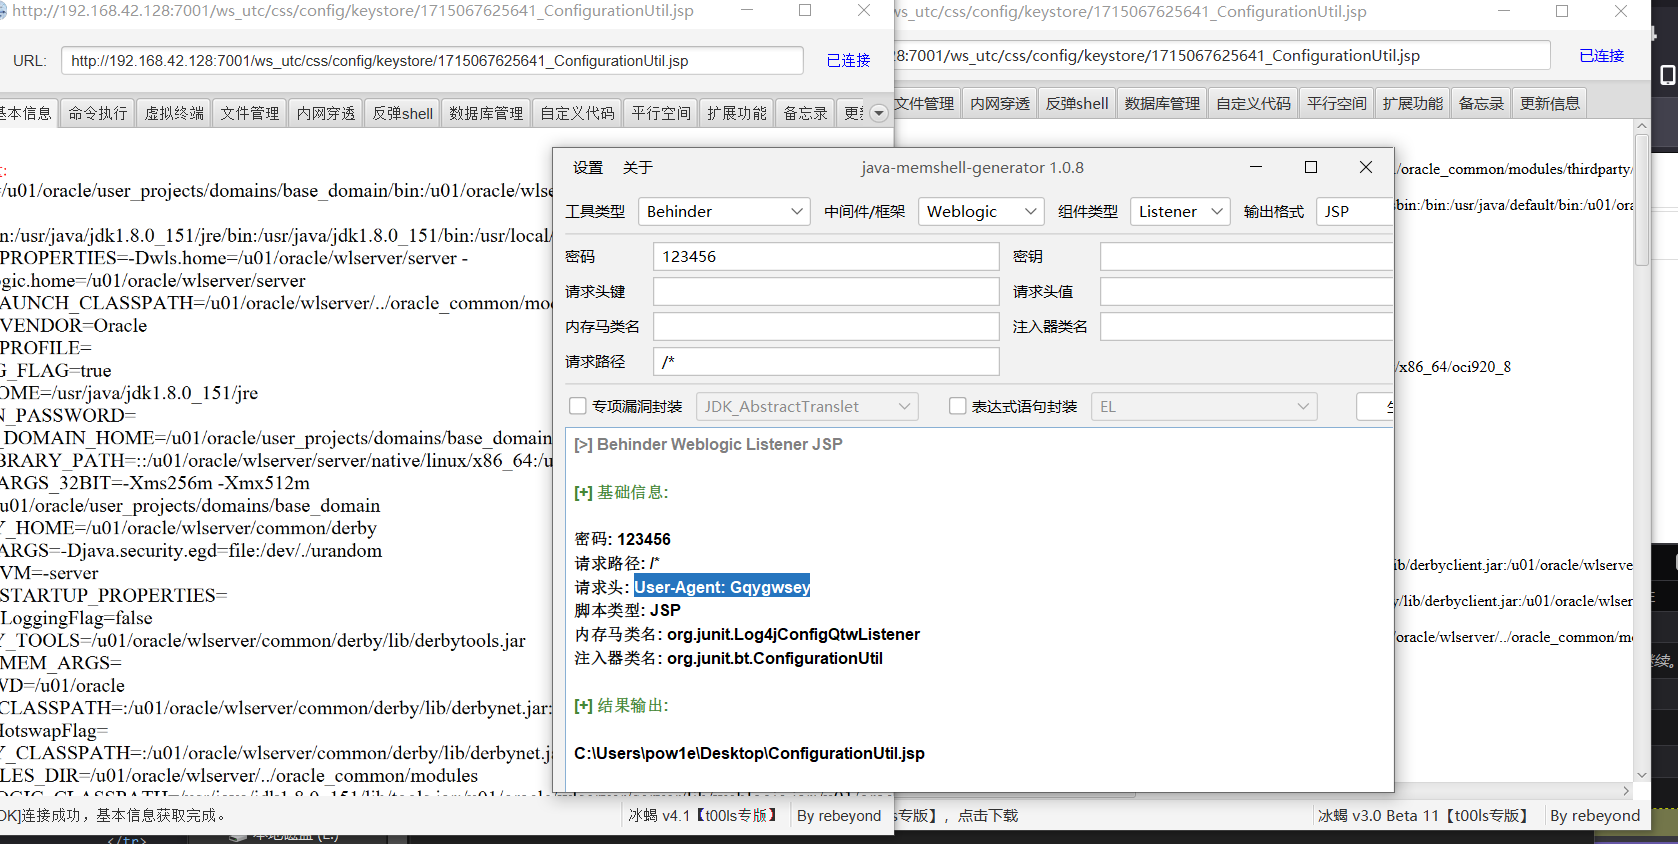 http://192.168.42.128:7001/ws_utc/css/config/keystore/1715067625641_ConfigurationUtil.jsp
URL: http://192.168.42.128:7001/ws_utc/css/config/keystore/1715067625641_ConfigurationUtil.jsp 已连接
基本信息 命令执行 虚拟终端 文件管理 内网穿透 反弹shell 数据库管理 自定义代码 平行空间 扩展功能 备忘录 更新
=/u01/oracle/user_projects/domains/base_domain/bin:/u01/oracle/wlse
n:/usr/java/jdk1.8.0_151/jre/bin:/usr/java/jdk1.8.0_151/bin:/usr/local/
PROPERTIES=-Dwls.home=/u01/oracle/wlserver/server -
gic.home=/u01/oracle/wlserver/server
AUNCH_CLASSPATH=/u01/oracle/wlserver/../oracle_common/mo
VENDOR=Oracle
PROFILE=
G_FLAG=true
OME=/usr/java/jdk1.8.0_151/jre
N_PASSWORD=
_DOMAIN_HOME=/u01/oracle/user_projects/domains/base_domain
BRARY_PATH=::/u01/oracle/wlserver/server/native/linux/x86_64:/u
ARGS_32BIT=-Xms256m -Xmx512m
u01/oracle/user_projects/domains/base_domain
Y_HOME=/u01/oracle/wlserver/common/derby
ARGS=-Djava.security.egd=file:/dev/./urandom
VM=-server
STARTUP_PROPERTIES=
LoggingFlag=false
Y_TOOLS=/u01/oracle/wlserver/common/derby/lib/derbytools.jar
MEM_ARGS=
VD=/u01/oracle
CLASSPATH=:/u01/oracle/wlserver/common/derby/lib/derbynet.jar:
HotswapFlag=
Y_CLASSPATH=:/u01/oracle/wlserver/common/derby/lib/derbynet.ja
LES_DIR=/u01/oracle/wlserver/../oracle_common/modules
OK]连接成功，基本信息获取完成。 冰蝎 v4.1【t00ls专版】 By rebeyond
ws_utc/css/config/keystore/1715067625641_ConfigurationUtil.jsp
28:7001/ws_utc/css/config/keystore/1715067625641_ConfigurationUtil.jsp 已连接
文件管理 内网穿透 反弹shell 数据库管理 自定义代码 平行空间 扩展功能 备忘录 更新信息
/oracle_common/modules/thirdparty/
sbin:/bin:/usr/java/default/bin:/u01/ora
/x86_64/oci920_8
ib/derbyclient.jar:/u01/oracle/wlserve
y/lib/derbyclient.jar:/u01/oracle/wlser
/oracle/wlserver/../oracle_common/mo
s专版】，点击下载 冰蝎 v3.0 Beta 11【t00ls专版】 By rebeyond
设置 关于 java-memshell-generator 1.0.8
工具类型 Behinder 中间件/框架 Weblogic 组件类型 Listener 输出格式 JSP
密码 123456 密钥
请求头键 请求头值
内存马类名 注入器类名
请求路径 /*
专项漏洞封装 JDK_AbstractTranslet 表达式语句封装 EL
[>] Behinder Weblogic Listener JSP
[+] 基础信息:
密码: 123456
请求路径: /*
请求头: User-Agent: Gqygwsey
脚本类型: JSP
内存马类名: org.junit.Log4jConfigQtwListener
注入器类名: org.junit.bt.ConfigurationUtil
[+] 结果输出:
C:\Users\pow1e\Desktop\ConfigurationUtil.jsp
继续。